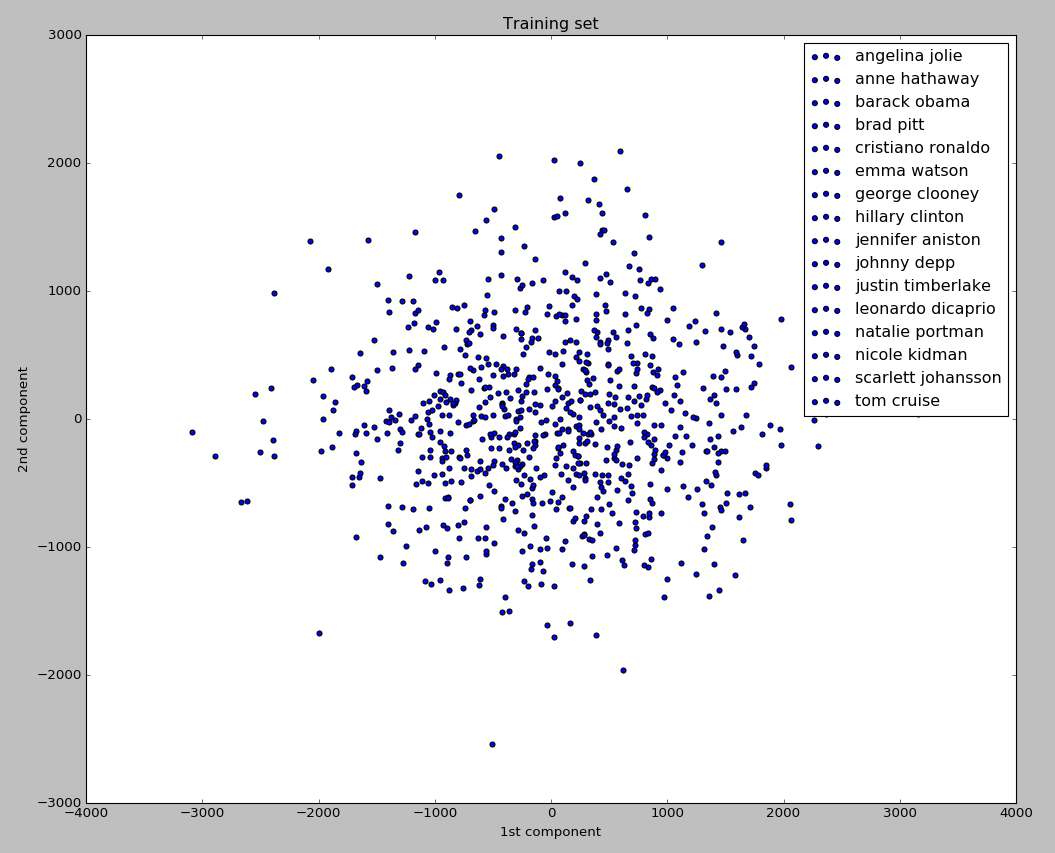 Training set
3000
2000
1000
0
−1000
−2000
−3000
2nd component
−4000
−3000
−2000
−1000
0
1000
2000
3000
4000
1st component
angelina jolie
anne hathaway
barack obama
brad pitt
cristiano ronaldo
emma watson
george clooney
hillary clinton
jennifer aniston
johnny depp
justin timberlake
leonardo dicaprio
natalie portman
nicole kidman
scarlett johansson
tom cruise